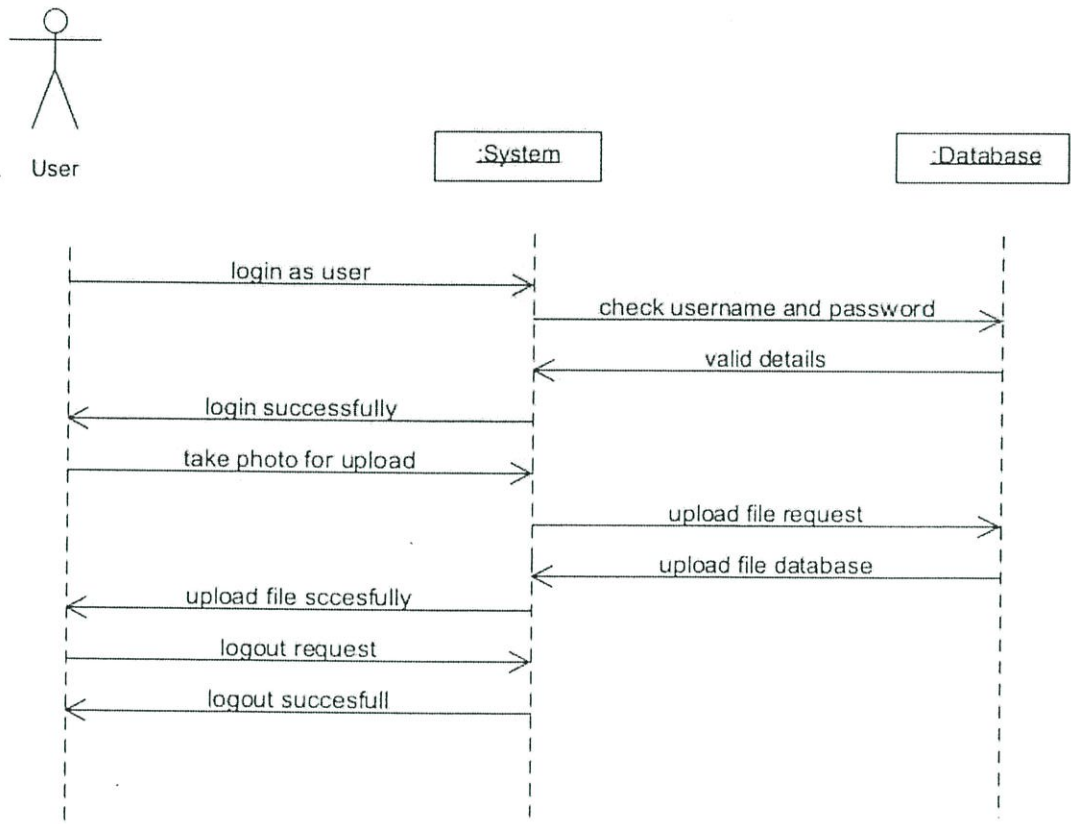 User
:System
:Database
login as user
check username and password
valid details
login successfully
take photo for upload
upload file request
upload file database
upload file sccesfully
logout request
logout succesfull